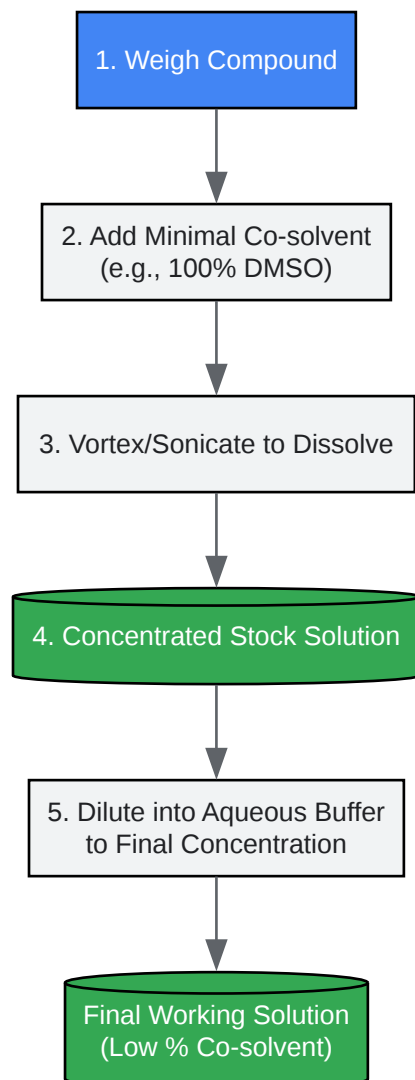 1. Weigh Compound
2. Add Minimal Co-solvent
(e.g., 100% DMSO)
3. Vortex/Sonicate to Dissolve
4. Concentrated Stock Solution
5. Dilute into Aqueous Buffer
to Final Concentration
Final Working Solution
(Low % Co-solvent)